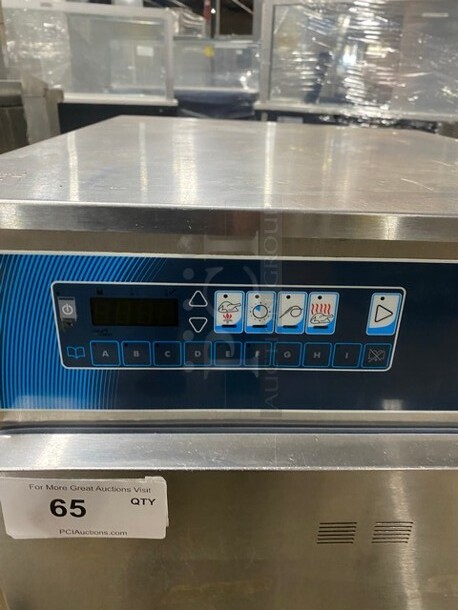 A B C D E F G H I
For More Great Auctions Visit
65 QTY
PCIAuctions.com